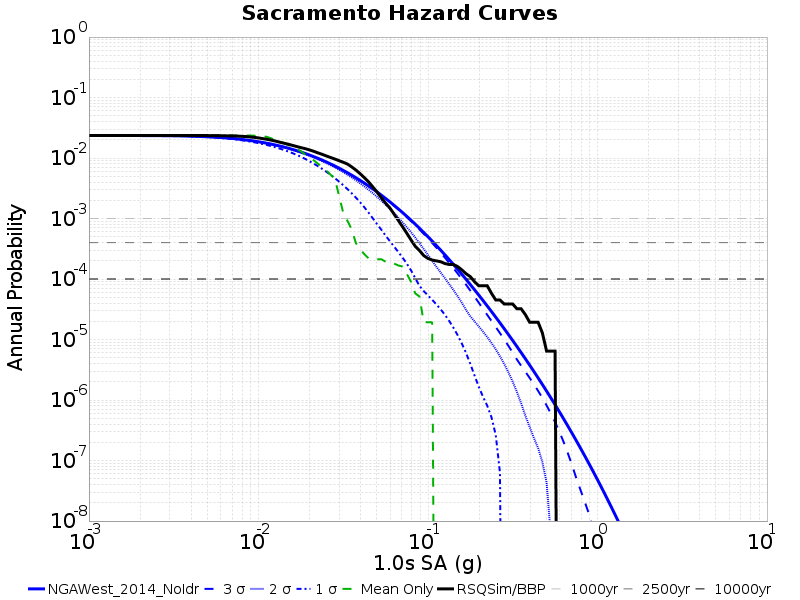 Sacramento Hazard Curves
10^0
10^-1
10^-2
10^-3
10^-4
10^-5
10^-6
10^-7
10^-8
Annual Probability
10^-3 10^-2 10^-1 10^0 10^1
1.0s SA (g)
NGAWest_2014_NoIdr 3 σ 2 σ 1 σ Mean Only RSQSim/BBP 1000yr 2500yr 10000yr